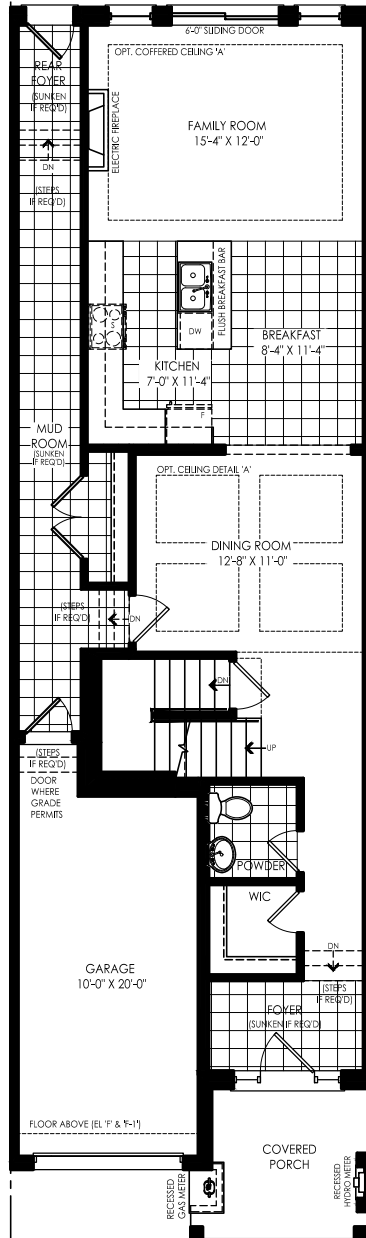 6'-0" SLIDING DOOR
OPT. COFFERED CEILING 'A'
REAR
FOYER
(SUNKEN
IF REQ'D)
DN
(STEPS
IF REQ'D)
ELECTRIC FIREPLACE
FAMILY ROOM
15'-4" X 12'-0"
FLUSH BREAKFAST BAR
DW
S
BREAKFAST
8'-4" X 11'-4"
KITCHEN
7'-0" X 11'-4"
F
MUD
ROOM
(SUNKEN
IF REQ'D)
OPT. CEILING DETAIL 'A'
DINING ROOM
12'-8" X 11'-0"
(STEPS
IF REQ'D)
DN
DN
UP
(STEPS
IF REQ'D)
DOOR
WHERE
GRADE
PERMITS
POWDER
WIC
DN
(STEPS
IF REQ'D)
GARAGE
10'-0" X 20'-0"
FOYER
(SUNKEN IF REQ'D)
FLOOR ABOVE (EL 'F' & 'F-1')
COVERED
PORCH
RECESSED
GAS METER
RECESSED
HYDRO METER